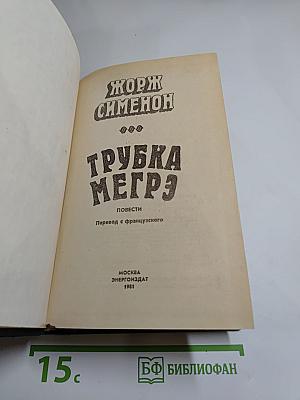 ЖОРЖ
СИМЕНОН
ТРУБКА
МЕГРЭ
ПОВЕСТИ
Перевод с французского
МОСКВА
ЭНЕРГОИЗДАТ
1981
15с
БФ БИБЛИОФАН